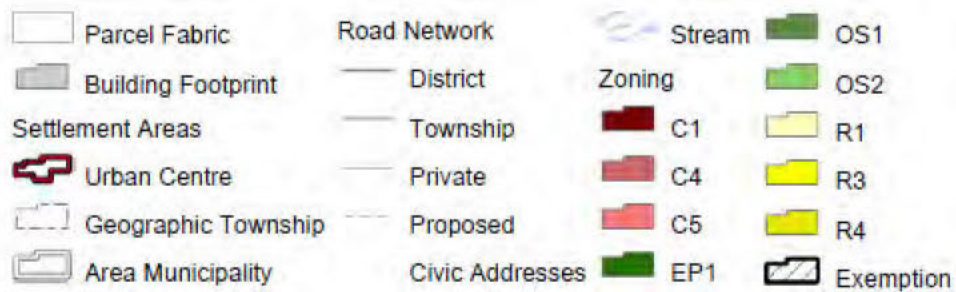 Parcel Fabric
Building Footprint
Settlement Areas
Urban Centre
Geographic Township
Area Municipality
Road Network
District
Township
Private
Proposed
Civic Addresses
Stream
Zoning
C1
C4
C5
EP1
OS1
OS2
R1
R3
R4
Exemption